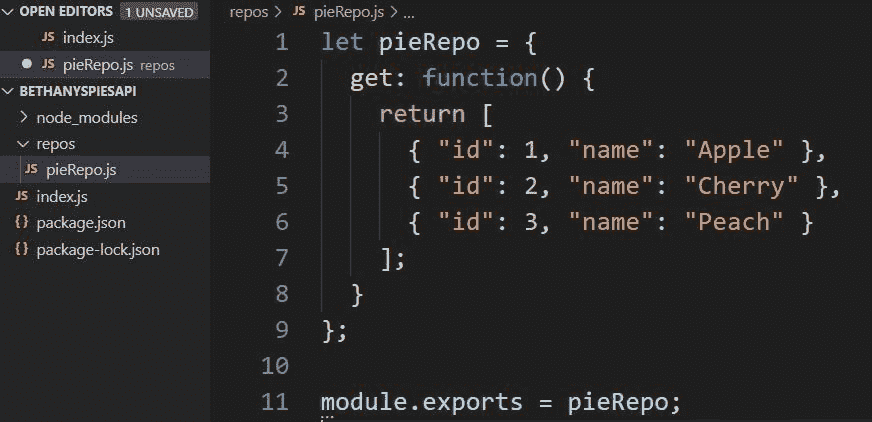 OPEN EDITORS 1 UNSAVED
JS index.js
JS pieRepo.js repos
BETHANYSPIESAPI
node_modules
repos
JS pieRepo.js
JS index.js
{} package.json
{} package-lock.json
repos > JS pieRepo.js > ...
1 let pieRepo = {
2 get: function() {
3 return [
4 { "id": 1, "name": "Apple" },
5 { "id": 2, "name": "Cherry" },
6 { "id": 3, "name": "Peach" }
7 ];
8 }
9 };
10
11 module.exports = pieRepo;